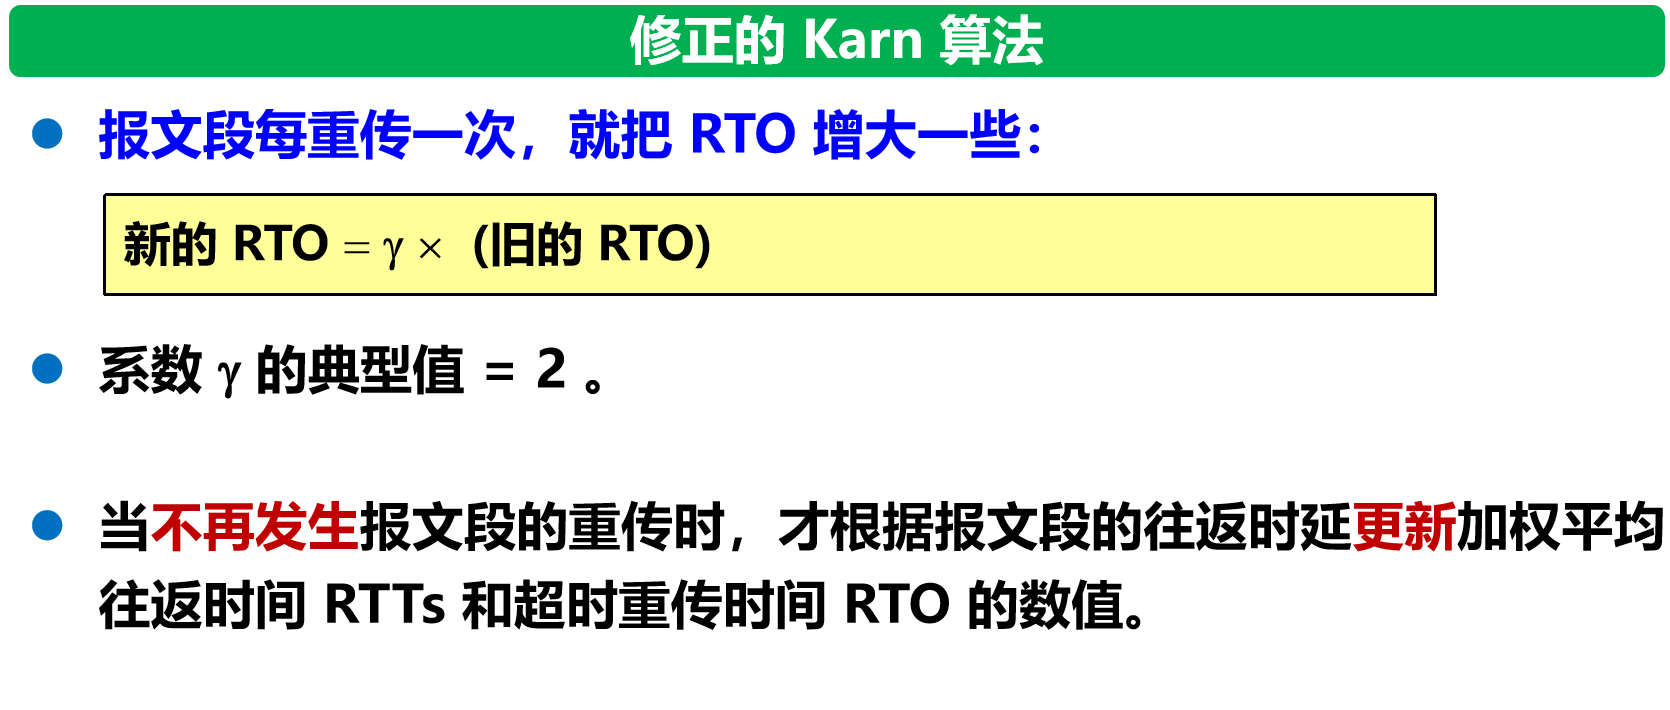 修正的 Karn 算法
报文段每重传一次，就把 RTO 增大一些：
新的 RTO = γ × (旧的 RTO)
系数 γ 的典型值 = 2 。
当不再发生报文段的重传时，才根据报文段的往返时延更新加权平均
往返时间 RTTs 和超时重传时间 RTO 的数值。